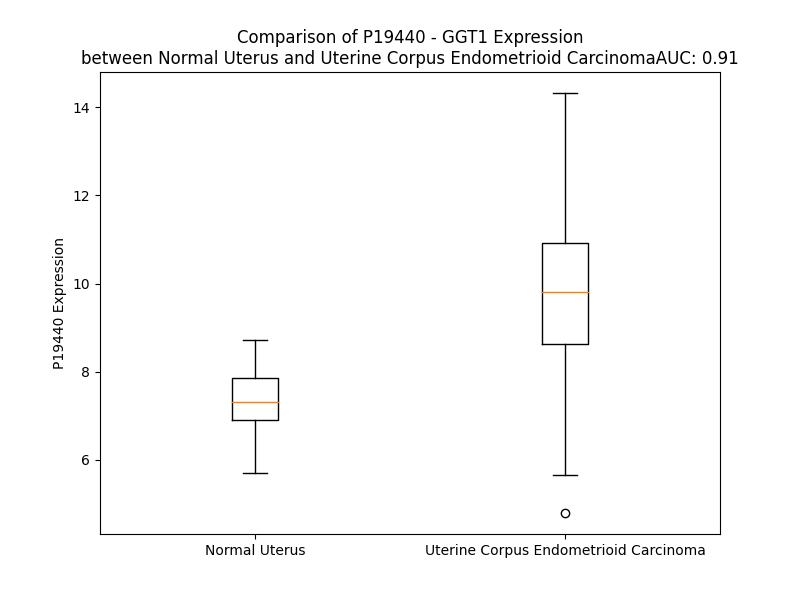 Comparison of P19440 - GGT1 Expression
between Normal Uterus and Uterine Corpus Endometrioid CarcinomaAUC: 0.91
14
12
10
8
6
P19440 Expression
Normal Uterus
Uterine Corpus Endometrioid Carcinoma